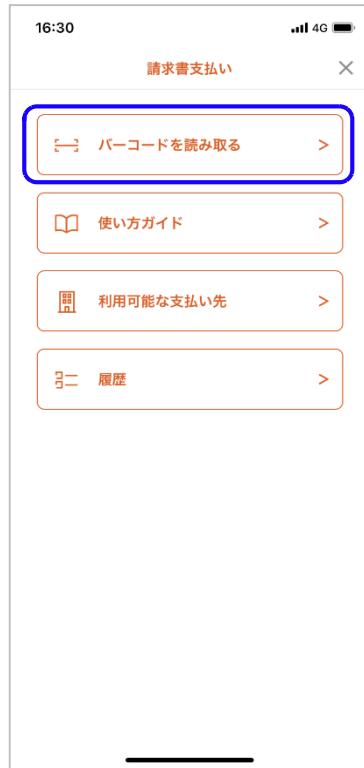 16:30 4G
請求書支払い
バーコードを読み取る
使い方ガイド
利用可能な支払い先
履歴